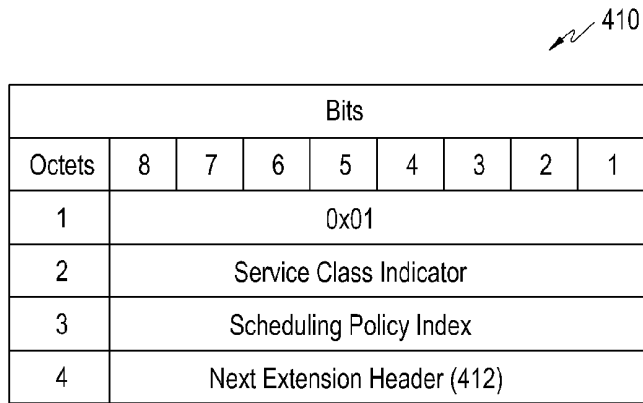 410
Bits
Octets 8 7 6 5 4 3 2 1
1 0x01
2 Service Class Indicator
3 Scheduling Policy Index
4 Next Extension Header (412)